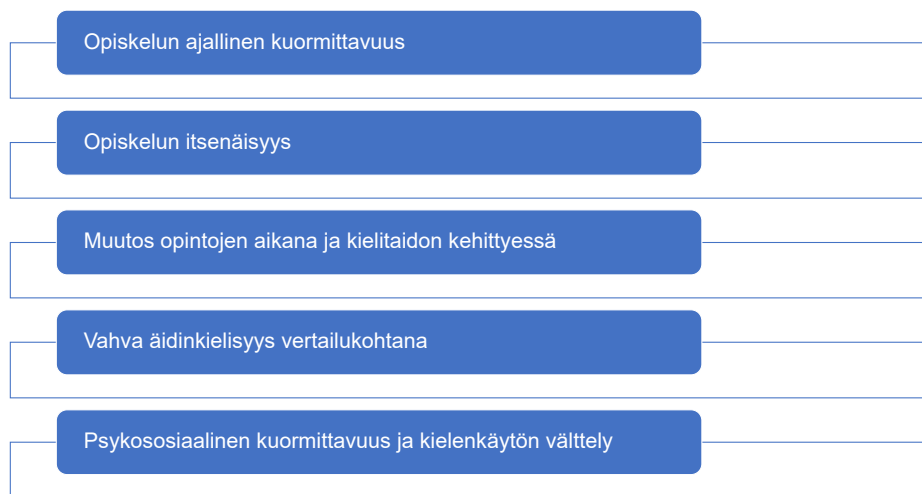 Opiskelun ajallinen kuormittavuus
Opiskelun itsenäisyys
Muutos opintojen aikana ja kielitaidon kehittyessä
Vahva äidinkielisyys vertailukohtana
Psykososiaalinen kuormittavuus ja kielenkäytön välttely